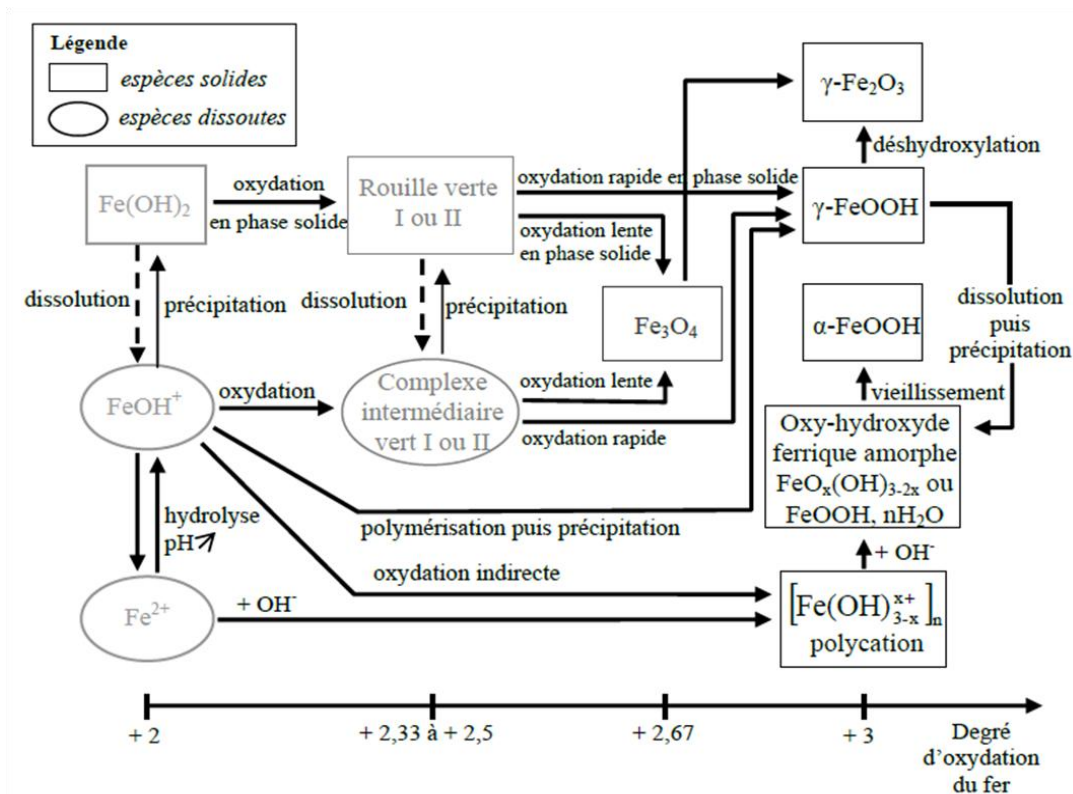 Légende
espèces solides
espèces dissoutes
γ-Fe₂O₃
déshydroxylation
Fe(OH)₂
oxydation
en phase solide
Rouille verte
I ou II
oxydation rapide en phase solide
oxydation lente
en phase solide
γ-FeOOH
dissolution
précipitation
dissolution
précipitation
Fe₃O₄
α-FeOOH
dissolution
puis
précipitation
vieillissement
FeOH⁺
oxydation
Complexe
intermédiaire
vert I ou II
oxydation lente
oxydation rapide
Oxy-hydroxyde
ferrique amorphe
FeOₓ(OH)₃₋₂ₓ ou
FeOOH, nH₂O
hydrolyse
pH↗
polymérisation puis précipitation
+ OH⁻
oxydation indirecte
Fe²⁺
+ OH⁻
[Fe(OH)₃₋ₓˣ⁺]ₙ
polycation
+ 2
+ 2,33 à + 2,5
+ 2,67
+ 3
Degré
d'oxydation
du fer